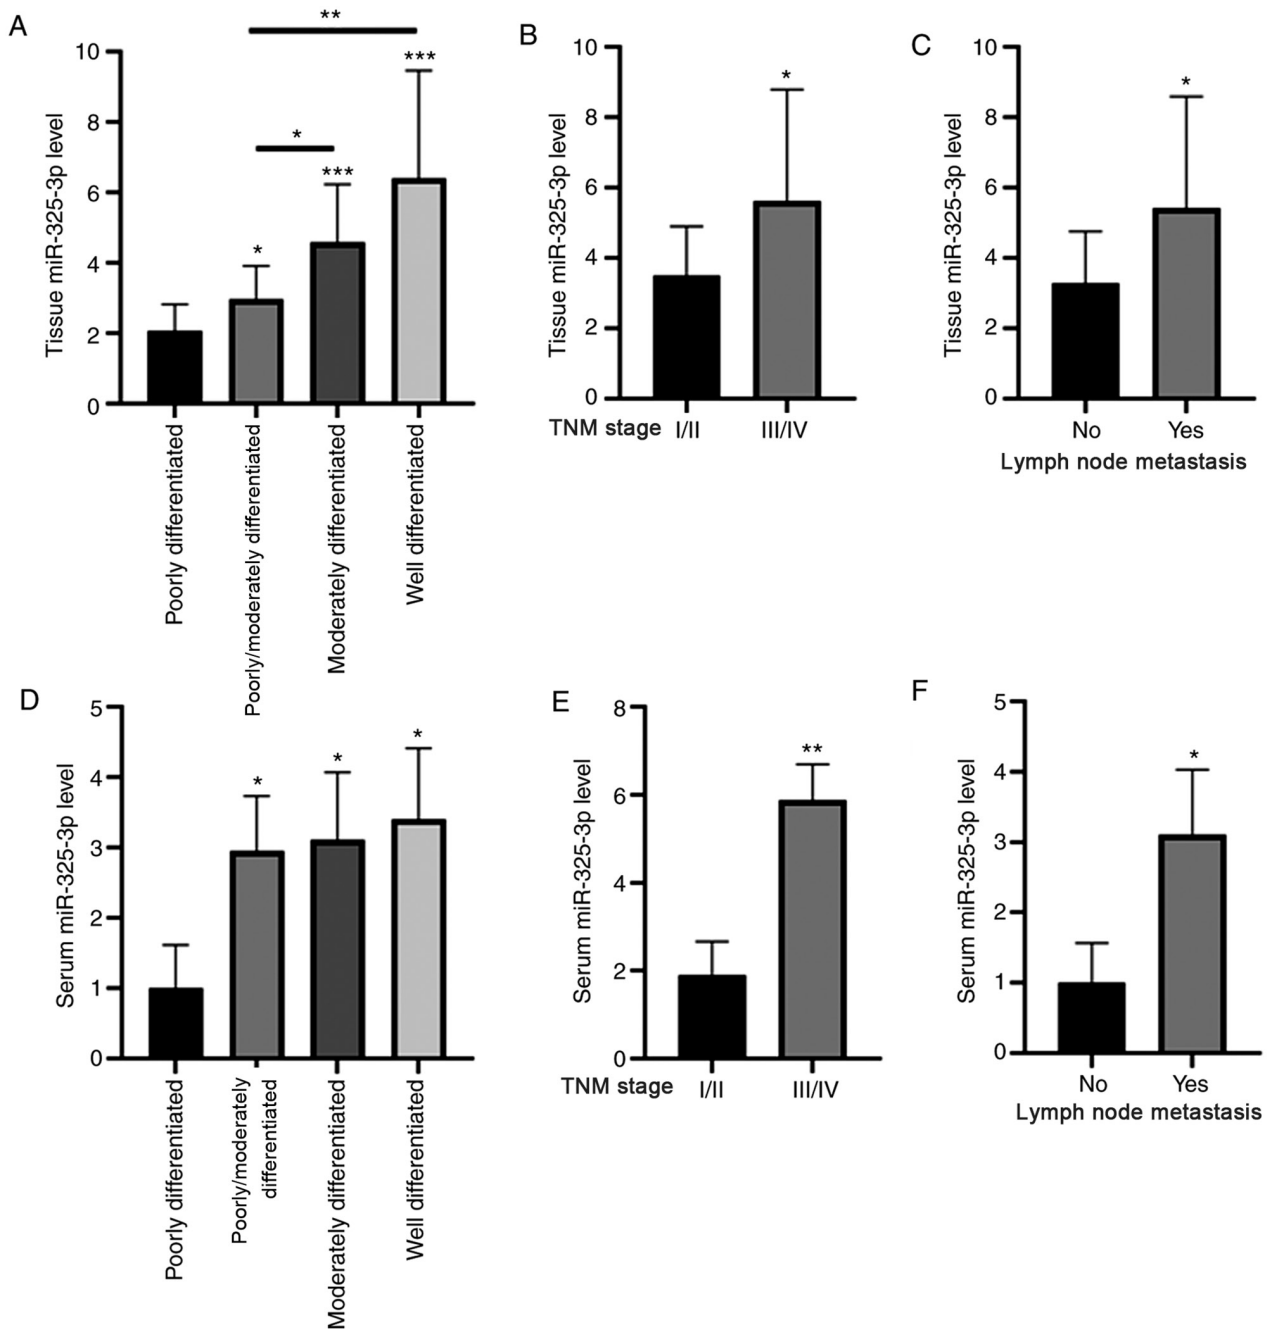 A
**
10
***
8
*
***
6
*
4
2
0
Tissue miR-325-3p level
Poorly differentiated
Poorly/moderately differentiated
Moderately differentiated
Well differentiated
B
10
*
8
6
4
2
0
Tissue miR-325-3p level
TNM stage I/II III/IV
C
10
*
8
6
4
2
0
Tissue miR-325-3p level
No Yes
Lymph node metastasis
D
5
*
*
*
4
3
2
1
0
Serum miR-325-3p level
Poorly differentiated
Poorly/moderately
differentiated
Moderately differentiated
Well differentiated
E
8
**
6
4
2
0
Serum miR-325-3p level
TNM stage I/II III/IV
F
5
*
4
3
2
1
0
Serum miR-325-3p level
No Yes
Lymph node metastasis